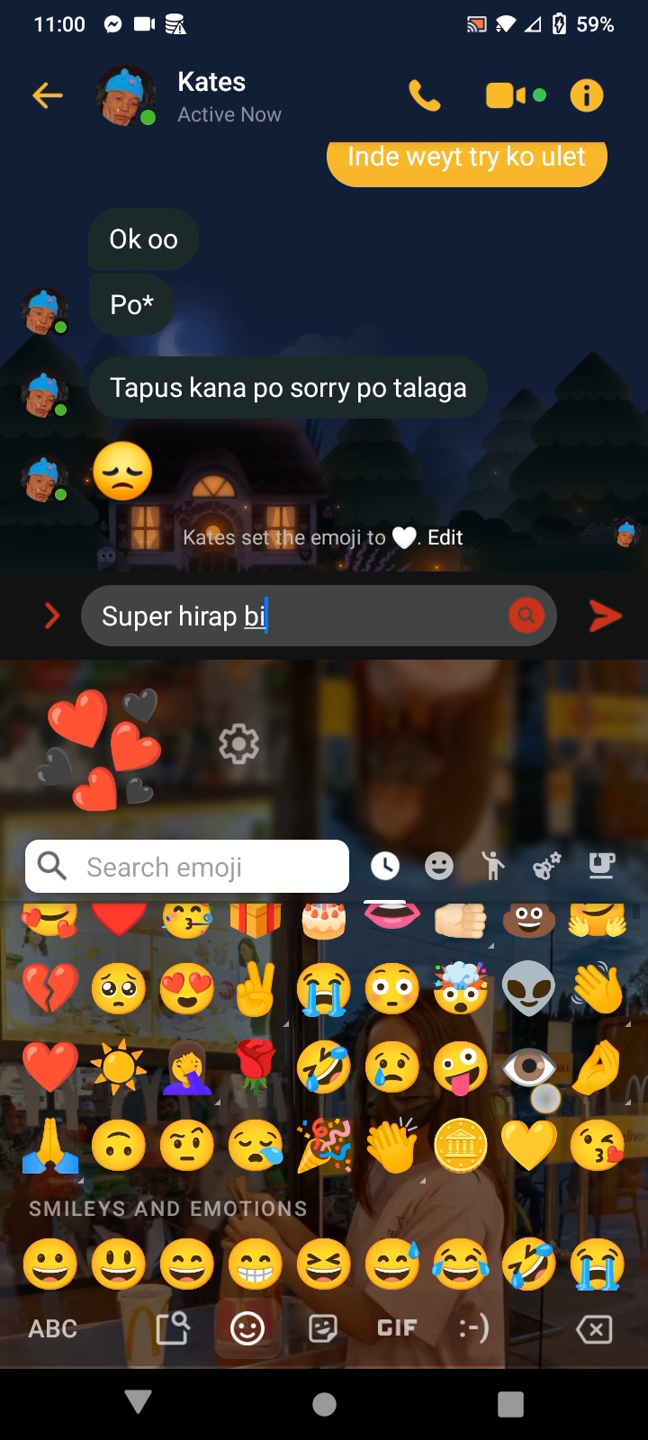 11:00
59%
Kates
Active Now
Inde weyt try ko ulet
Ok oo
Po*
Tapus kana po sorry po talaga
Kates set the emoji to 🤍. Edit
Super hirap bi
Search emoji
SMILEYS AND EMOTIONS
ABC
GIF
:-)